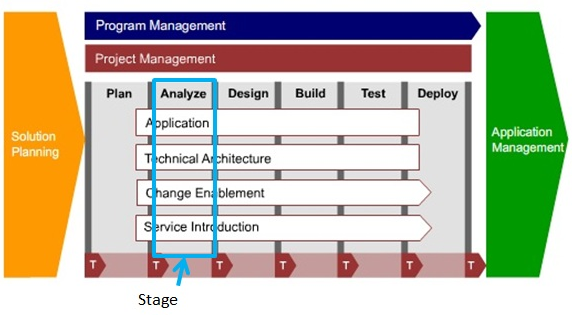 Program Management
Project Management
Solution
Planning
Plan
Analyze
Design
Build
Test
Deploy
Application
Technical Architecture
Change Enablement
Service Introduction
Application
Management
T
T
T
T
T
T
T
Stage